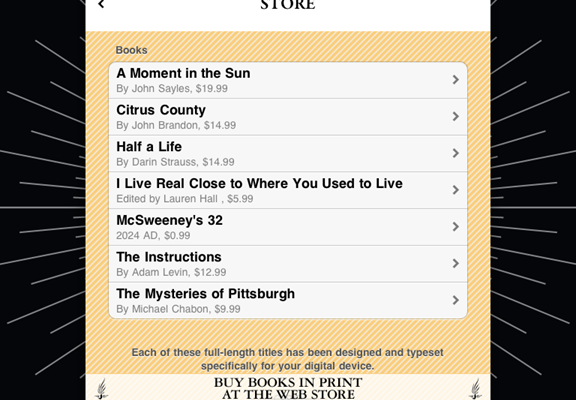 STORE
Books
A Moment in the Sun
By John Sayles, $19.99
Citrus County
By John Brandon, $14.99
Half a Life
By Darin Strauss, $14.99
I Live Real Close to Where You Used to Live
Edited by Lauren Hall , $5.99
McSweeney's 32
2024 AD, $0.99
The Instructions
By Adam Levin, $12.99
The Mysteries of Pittsburgh
By Michael Chabon, $9.99
Each of these full-length titles has been designed and typeset
specifically for your digital device.
BUY BOOKS IN PRINT
AT THE WEB STORE